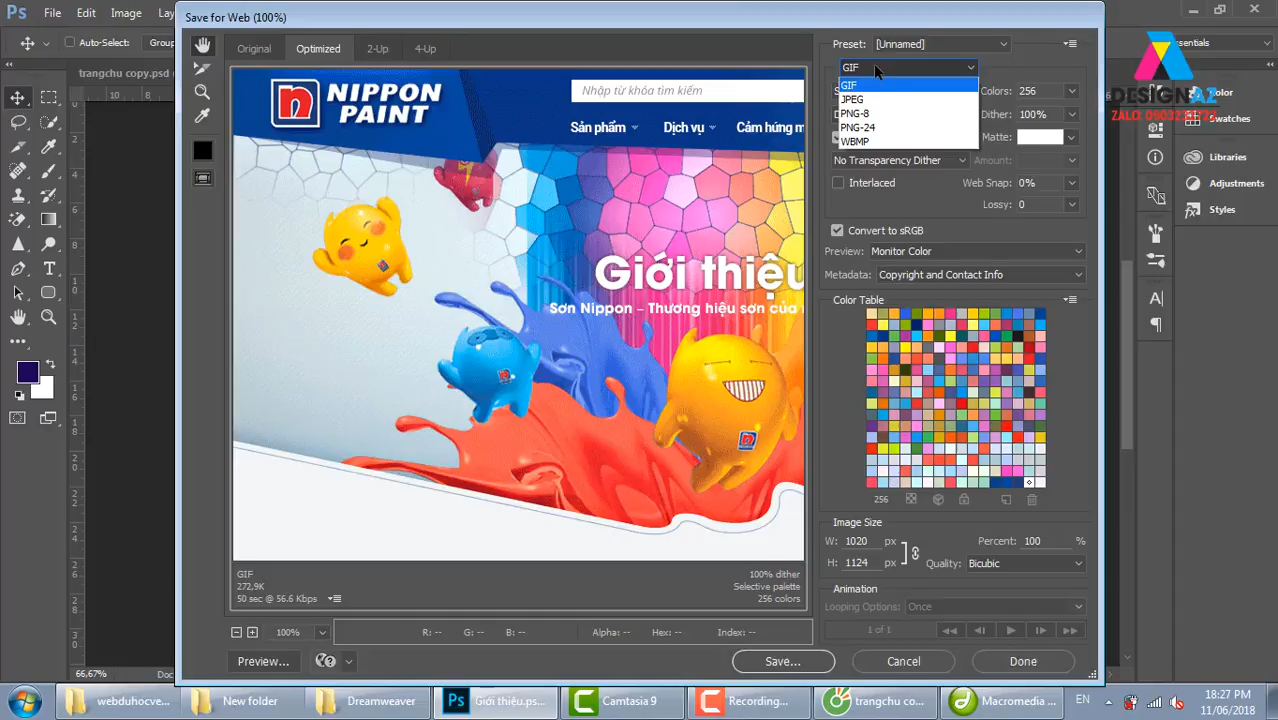 Save for Web (100%)
Ps File Edit Image Lay
Auto-Select: Group
Essentials
trangchu copy.psd
10 8
Original Optimized 2-Up 4-Up
NIPPON
PAINT
Nhập từ khóa tìm kiếm
Sản phẩm Dịch vụ Cảm hứng m
Giới thiệu
Sơn Nippon – Thương hiệu sơn của
GIF
272,9K
50 sec @ 56.6 Kbps
100% dither
Selective palette
256 colors
100% R: -- G: -- B: -- Alpha: -- Hex: -- Index: --
Preview... Save... Cancel Done
Preset: [Unnamed]
GIF
GIF
JPEG
PNG-8
PNG-24
WBMP
Colors: 256
Dither: 100%
Matte:
No Transparency Dither Amount:
Interlaced Web Snap: 0%
Lossy: 0
Convert to sRGB
Preview: Monitor Color
Metadata: Copyright and Contact Info
Color Table
256
Image Size
W: 1020 px Percent: 100 %
H: 1124 px Quality: Bicubic
Animation
Looping Options: Once
1 of 1
DESIGNAZ
Swatches
Libraries
Adjustments
Styles
66,67% Doc
webduhocve... New folder Dreamweaver Ps Giới thiệu.ps... Camtasia 9 Recording... trangchu co... Macromedia ... EN 18:27 PM
11/06/2018